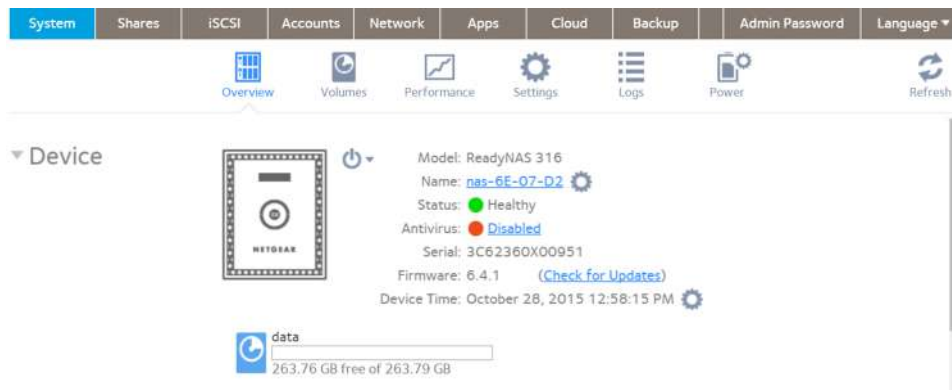 System Shares iSCSI Accounts Network Apps Cloud Backup Admin Password Language
Overview Volumes Performance Settings Logs Power Refresh
Device
Model: ReadyNAS 316
Name: nas-6E-07-D2
Status: Healthy
Antivirus: Disabled
Serial: 3C62360X00951
Firmware: 6.4.1 (Check for Updates)
Device Time: October 28, 2015 12:58:15 PM
NETGEAR
data
263.76 GB free of 263.79 GB